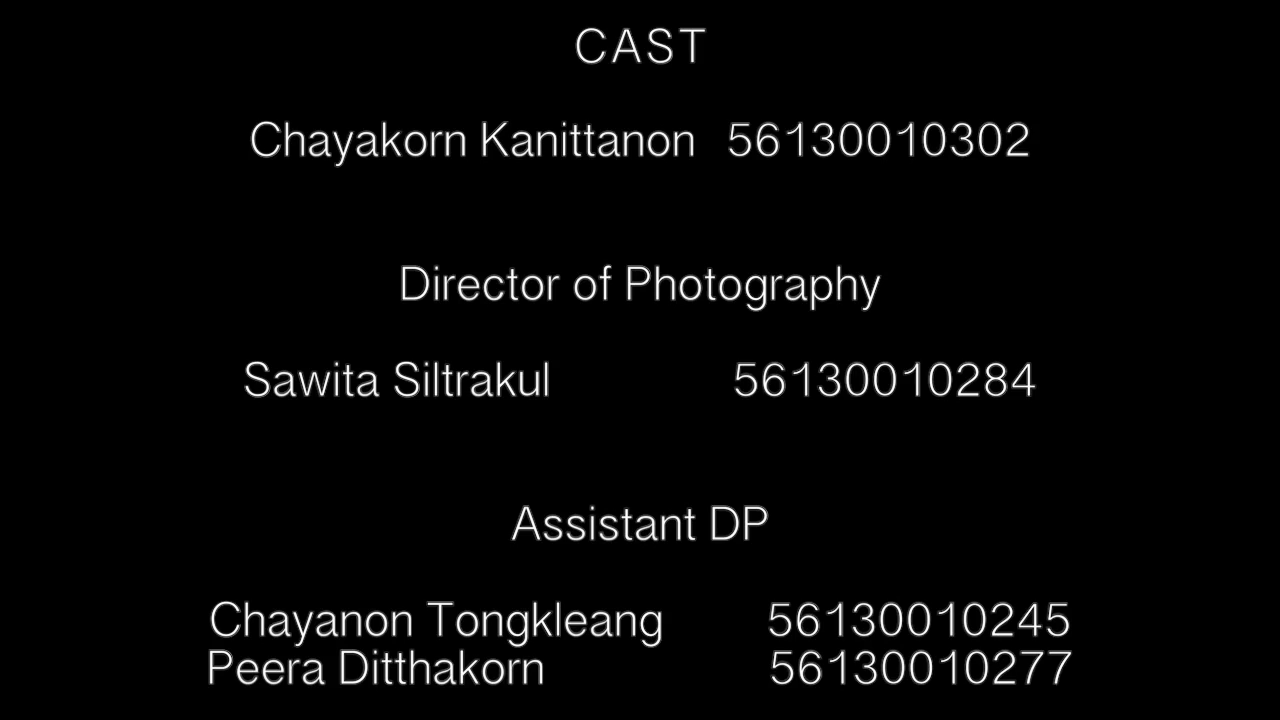 CAST
Chayakorn Kanittanon 56130010302
Director of Photography
Sawita Siltrakul 56130010284
Assistant DP
Chayanon Tongkleang 56130010245
Peera Ditthakorn 56130010277